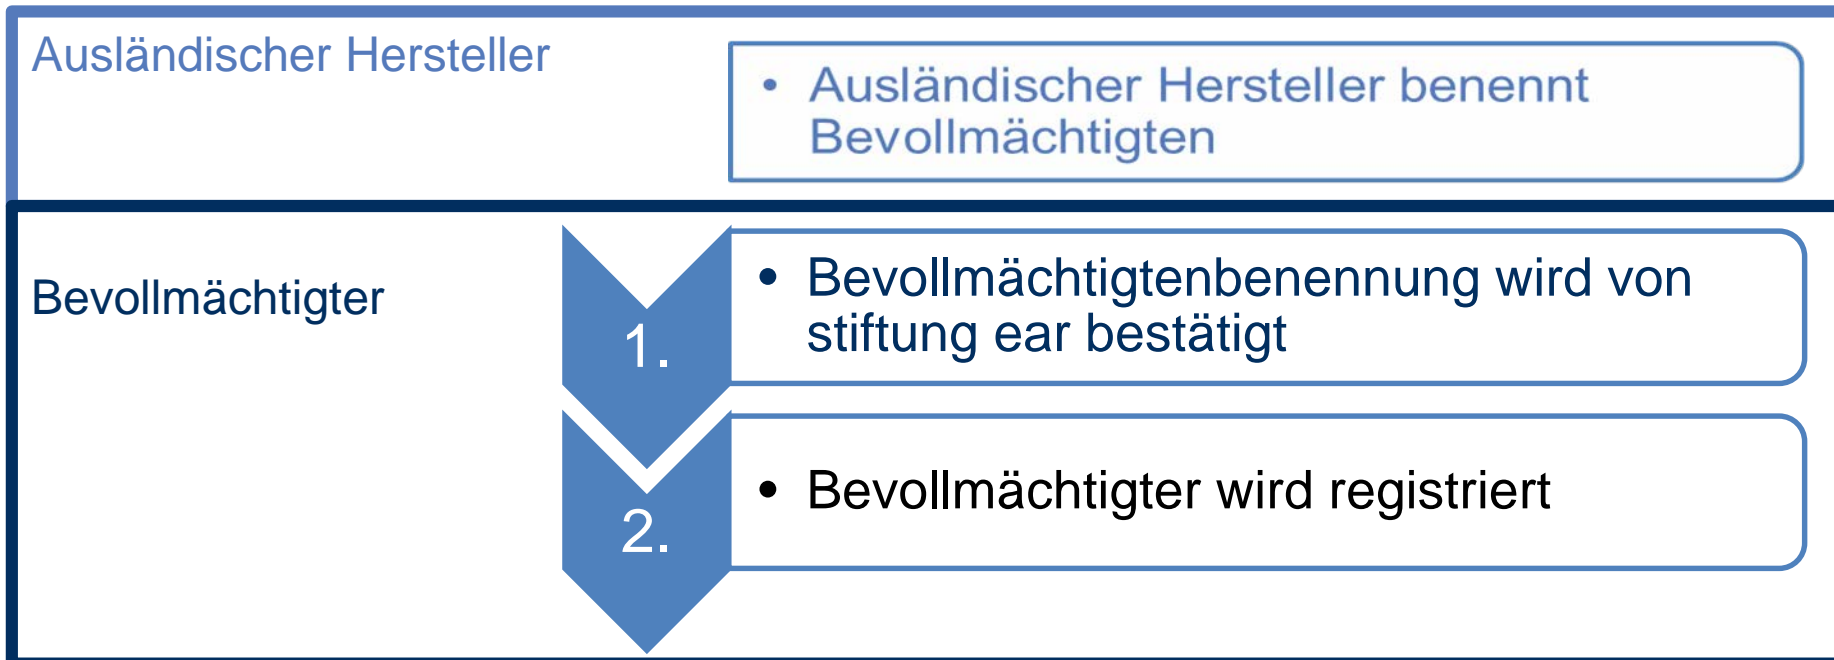 Ausländischer Hersteller
• Ausländischer Hersteller benennt
Bevollmächtigten
Bevollmächtigter
1.
• Bevollmächtigtenbenennung wird von
stiftung ear bestätigt
2.
• Bevollmächtigter wird registriert